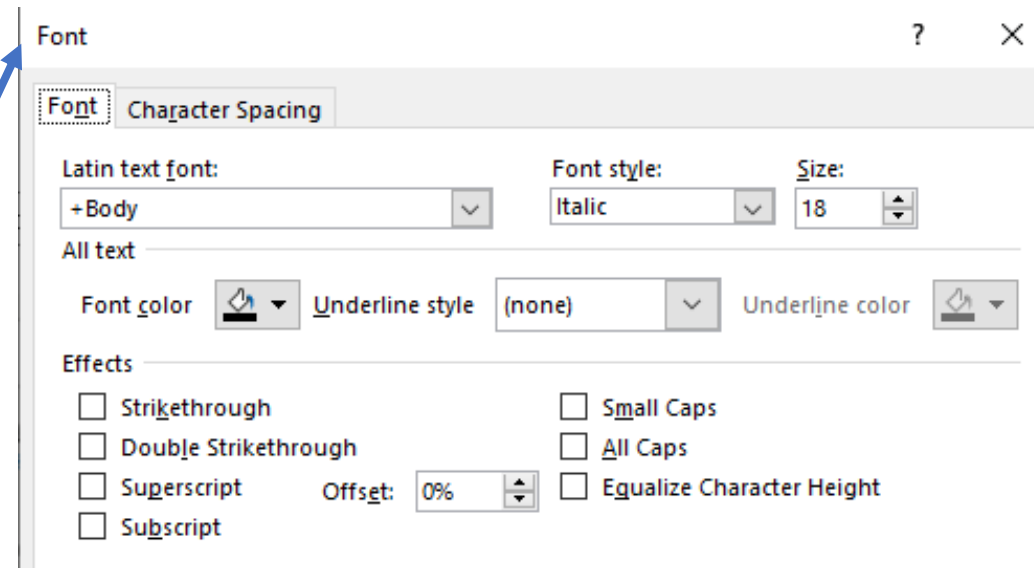 Font ?
Font Character Spacing
Latin text font: Font style: Size:
+Body Italic 18
All text
Font color Underline style (none) Underline color
Effects
Strikethrough Small Caps
Double Strikethrough All Caps
Superscript Offset: 0% Equalize Character Height
Subscript